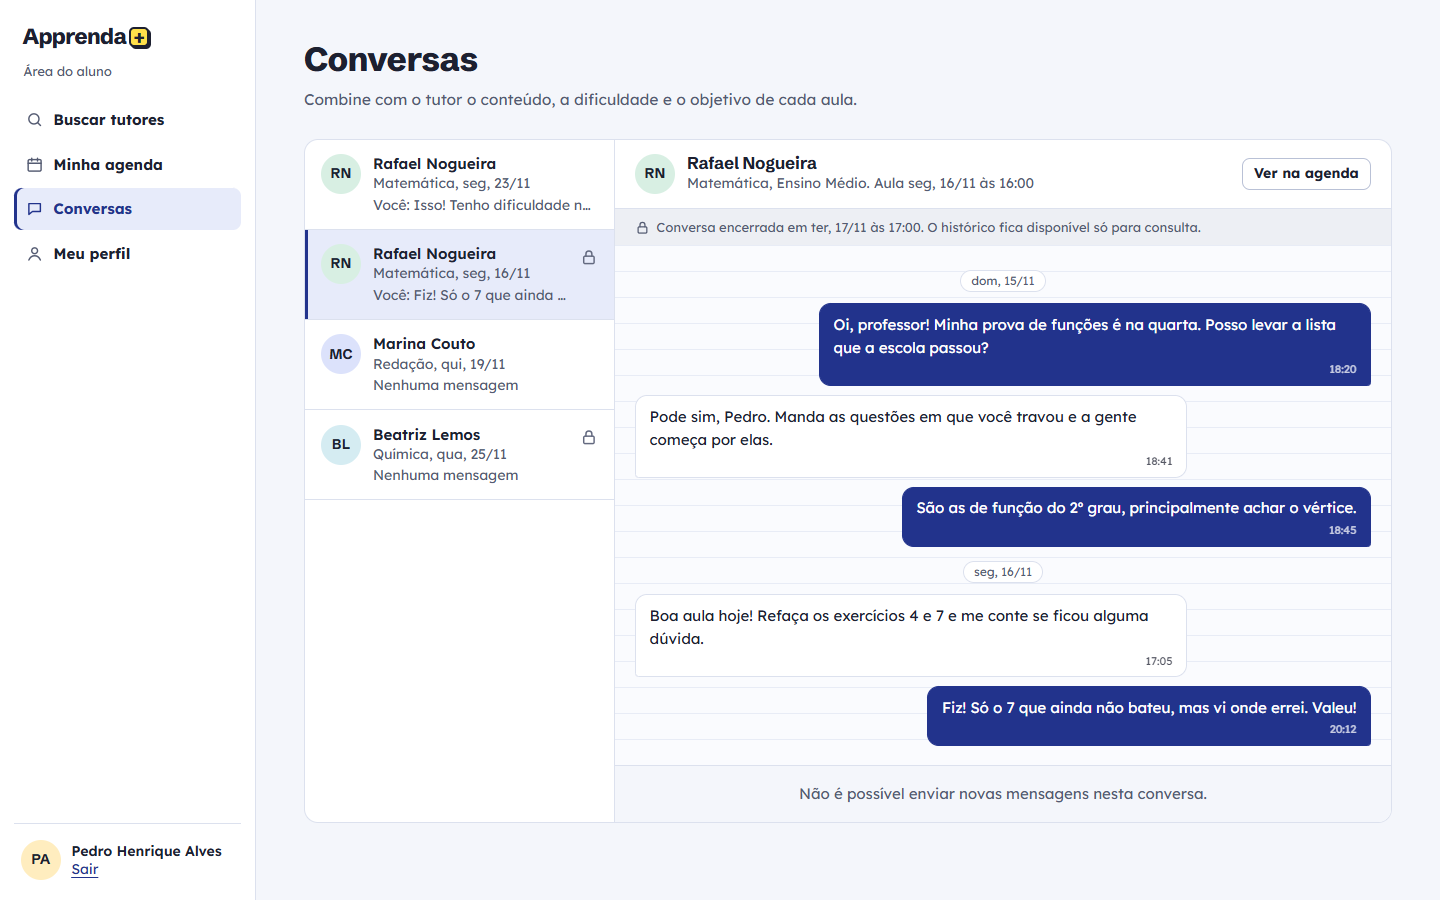 Apprenda+
Área do aluno
Buscar tutores
Minha agenda
Conversas
Meu perfil
PA
Pedro Henrique Alves
Sair
Conversas
Combine com o tutor o conteúdo, a dificuldade e o objetivo de cada aula.
RN
Rafael Nogueira
Matemática, seg, 23/11
Você: Isso! Tenho dificuldade n…
RN
Rafael Nogueira
Matemática, seg, 16/11
Você: Fiz! Só o 7 que ainda …
MC
Marina Couto
Redação, qui, 19/11
Nenhuma mensagem
BL
Beatriz Lemos
Química, qua, 25/11
Nenhuma mensagem
RN
Rafael Nogueira
Matemática, Ensino Médio. Aula seg, 16/11 às 16:00
Ver na agenda
Conversa encerrada em ter, 17/11 às 17:00. O histórico fica disponível só para consulta.
dom, 15/11
Oi, professor! Minha prova de funções é na quarta. Posso levar a lista
que a escola passou?
18:20
Pode sim, Pedro. Manda as questões em que você travou e a gente
começa por elas.
18:41
São as de função do 2º grau, principalmente achar o vértice.
18:45
seg, 16/11
Boa aula hoje! Refaça os exercícios 4 e 7 e me conte se ficou alguma
dúvida.
17:05
Fiz! Só o 7 que ainda não bateu, mas vi onde errei. Valeu!
20:12
Não é possível enviar novas mensagens nesta conversa.